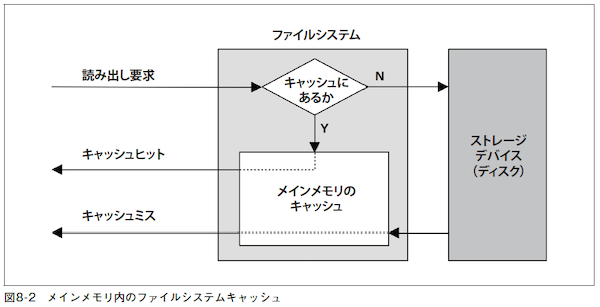 ファイルシステム
読み出し要求
キャッシュに
あるか
N
Y
キャッシュヒット
メインメモリの
キャッシュ
キャッシュミス
ストレージ
デバイス
(ディスク)
図8-2 メインメモリ内のファイルシステムキャッシュ